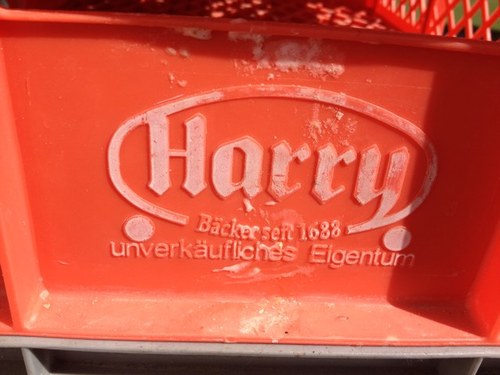 Harry
Bäcker seit 1688
unverkäufliches Eigentum